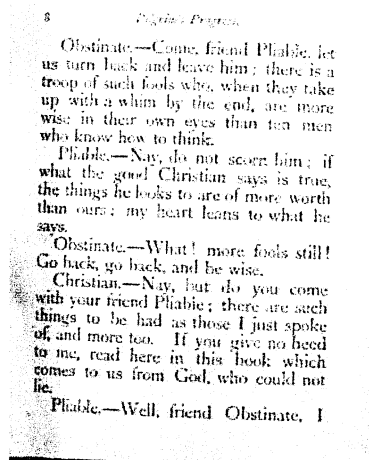 8 Pilgrim's Progress.
Obstinate.—Come, friend Pliable, let
us turn back and leave him; there is a
troop of such fools who, when they take
up with a whim by the end, are more
wise in their own eyes than ten men
who know how to think.
Pliable.—Nay, do not scorn him; if
what the good Christian says is true,
the things he looks to are of more worth
than ours; my heart leans to what he
says.
Obstinate.—What! more fools still!
Go back, go back, and be wise.
Christian.—Nay, but do you come
with your friend Pliable; there are such
things to be had as those I just spoke
of, and more too. If you give no heed
to me, read here in this book which
comes to us from God, who could not
lie.
Pliable.—Well, friend Obstinate, I